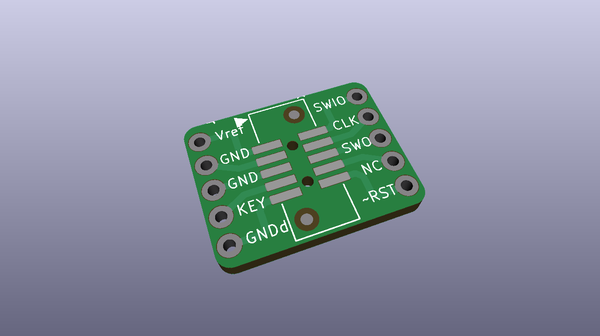 Vref
GND
GND
KEY
GNDd
SWIO
CLK
SWO
NC
~RST